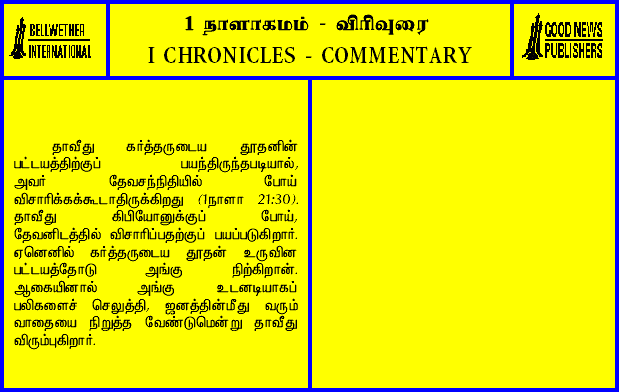 BELLWETHER
INTERNATIONAL
1 நாளாகமம் - விரிவுரை
I CHRONICLES - COMMENTARY
GOOD NEWS
PUBLISHERS
தாவீது கர்த்தருடைய தூதனின்
பட்டயத்திற்குப் பயந்திருந்தபடியால்,
அவர் தேவசந்நிதியில் போய்
விசாரிக்கக்கூடாதிருக்கிறது (1நாளா 21:30).
தாவீது கிபியோனுக்குப் போய்,
தேவனிடத்தில் விசாரிப்பதற்குப் பயப்படுகிறார்.
ஏனெனில் கர்த்தருடைய தூதன் உருவின
பட்டயத்தோடு அங்கு நிற்கிறான்.
ஆகையினால் அங்கு உடனடியாகப்
பலிகளைச் செலுத்தி, ஜனத்தின்மீது வரும்
வாதையை நிறுத்த வேண்டுமென்று தாவீது
விரும்புகிறார்.